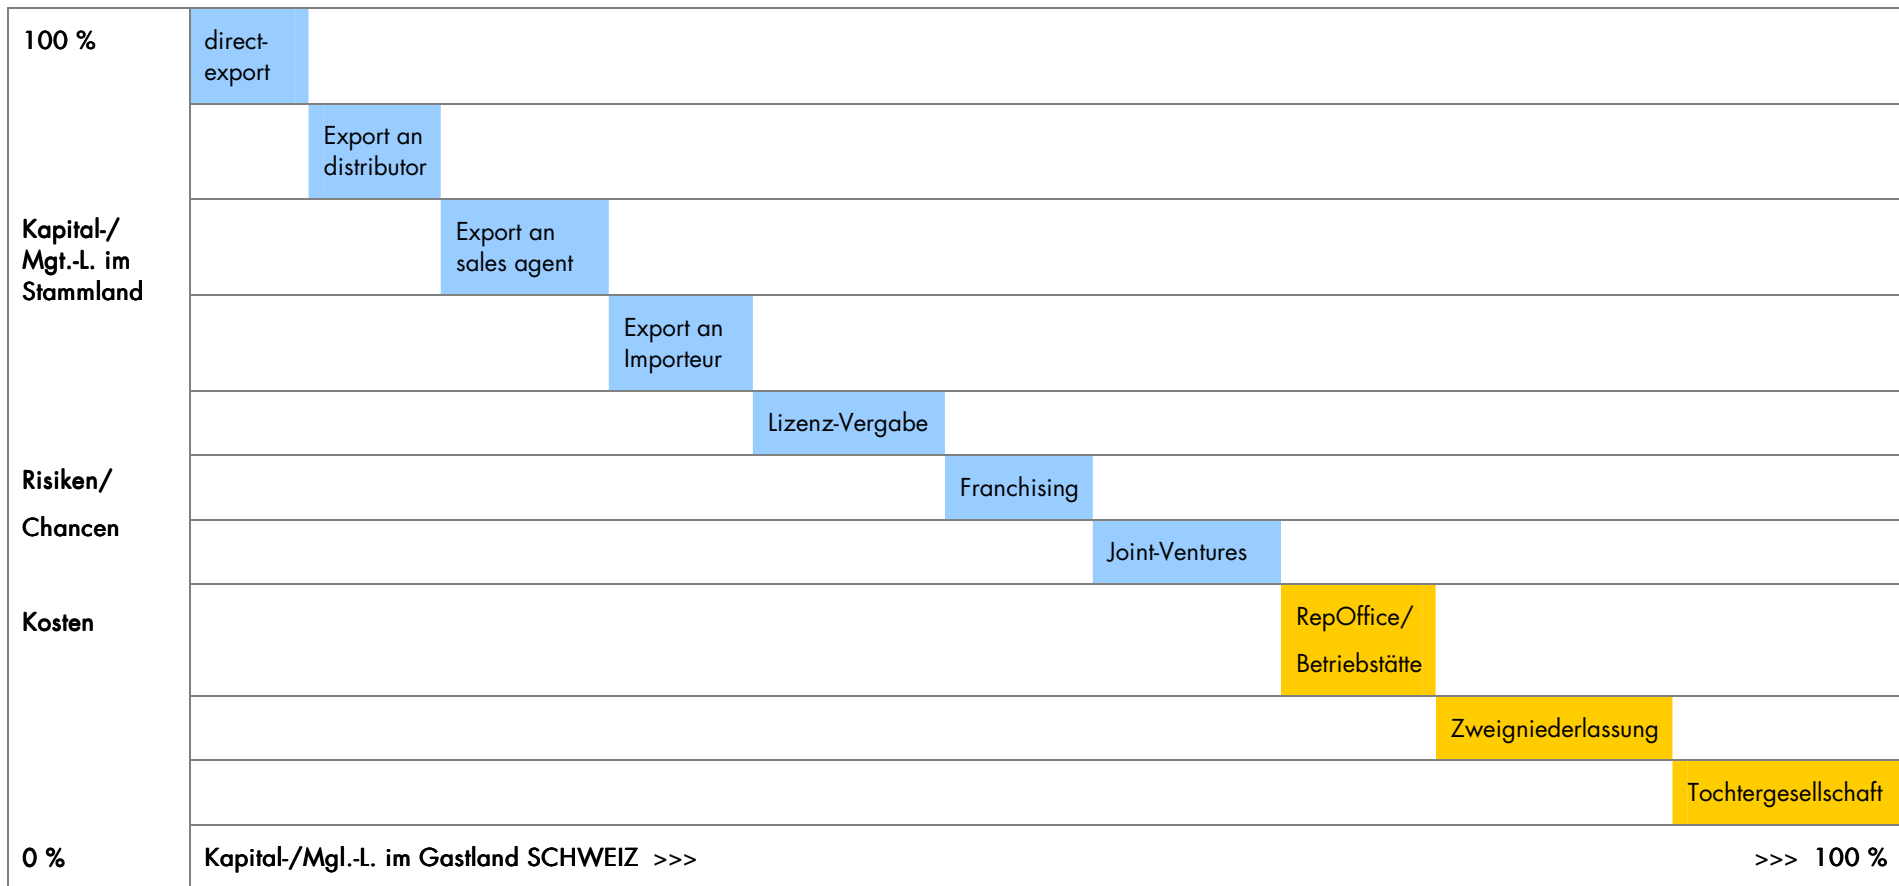 100 %
direct-
export
Export an
distributor
Kapital-/
Mgt.-L. im
Stammland
Export an
sales agent
Export an
Importeur
Lizenz-Vergabe
Risiken/
Chancen
Franchising
Joint-Ventures
Kosten
RepOffice/
Betriebstätte
Zweigniederlassung
Tochtergesellschaft
0 %
Kapital-/Mgl.-L. im Gastland SCHWEIZ >>>
>>> 100 %